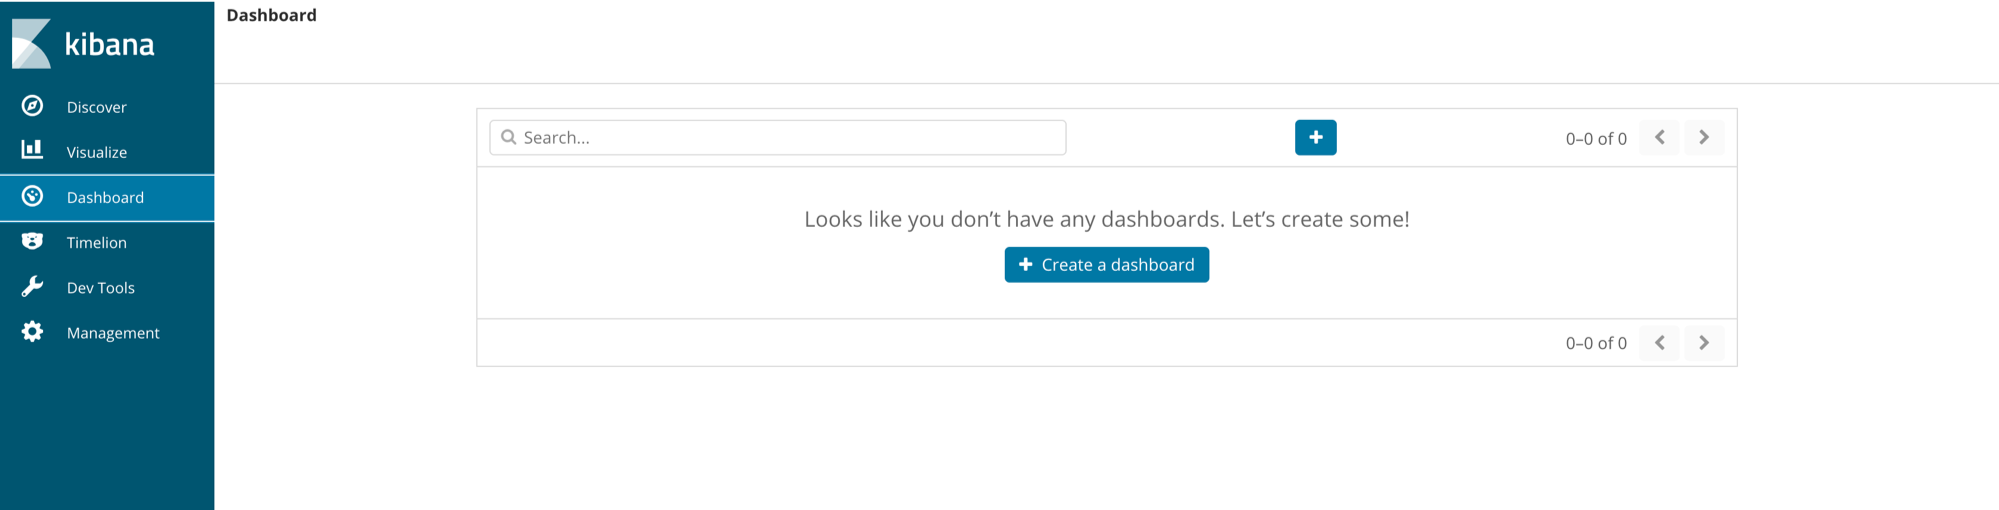 kibana
Discover
Visualize
Dashboard
Timelion
Dev Tools
Management
Dashboard
Search...
0–0 of 0
Looks like you don’t have any dashboards. Let’s create some!
Create a dashboard
0–0 of 0